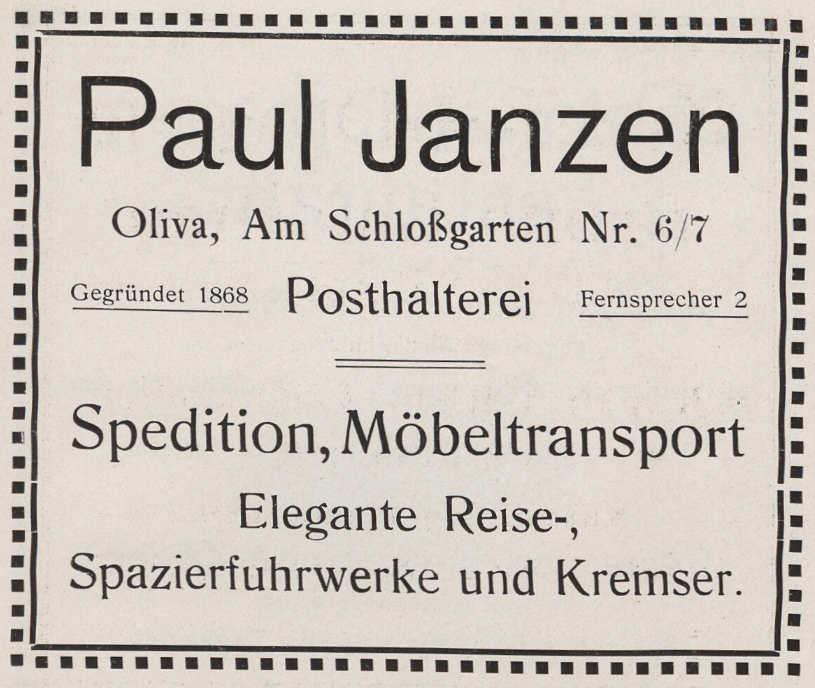 Paul Janzen
Oliva, Am Schloßgarten Nr. 6/7
Gegründet 1868 Posthalterei Fernsprecher 2
Spedition, Möbeltransport
Elegante Reise-,
Spazierfuhrwerke und Kremser.